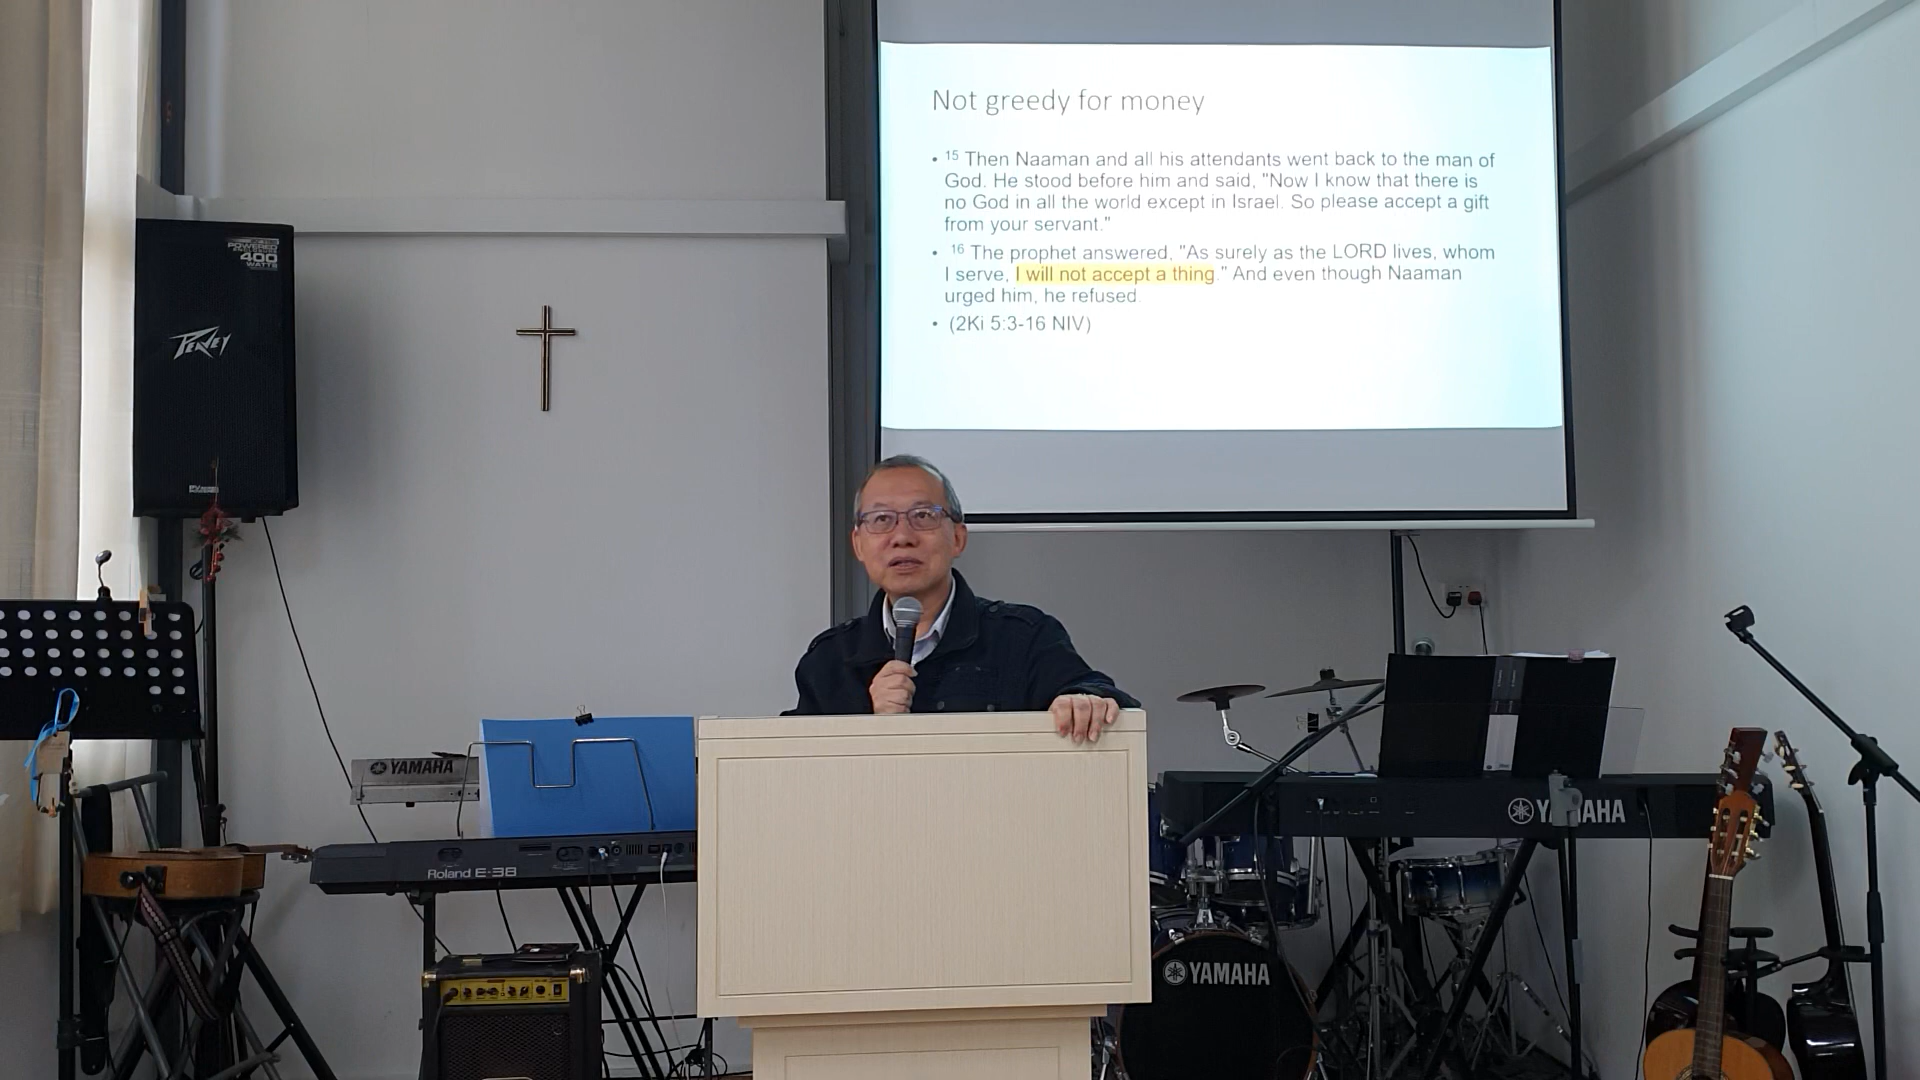 Not greedy for money
• 15 Then Naaman and all his attendants went back to the man of
God. He stood before him and said, "Now I know that there is
no God in all the world except in Israel. So please accept a gift
from your servant."
• 16 The prophet answered, "As surely as the LORD lives, whom
I serve, I will not accept a thing." And even though Naaman
urged him, he refused.
• (2Ki 5:3-16 NIV)
POWERED
400
WATTS
PEAVEY
YAMAHA
Roland E-38
YAMAHA
YAMAHA